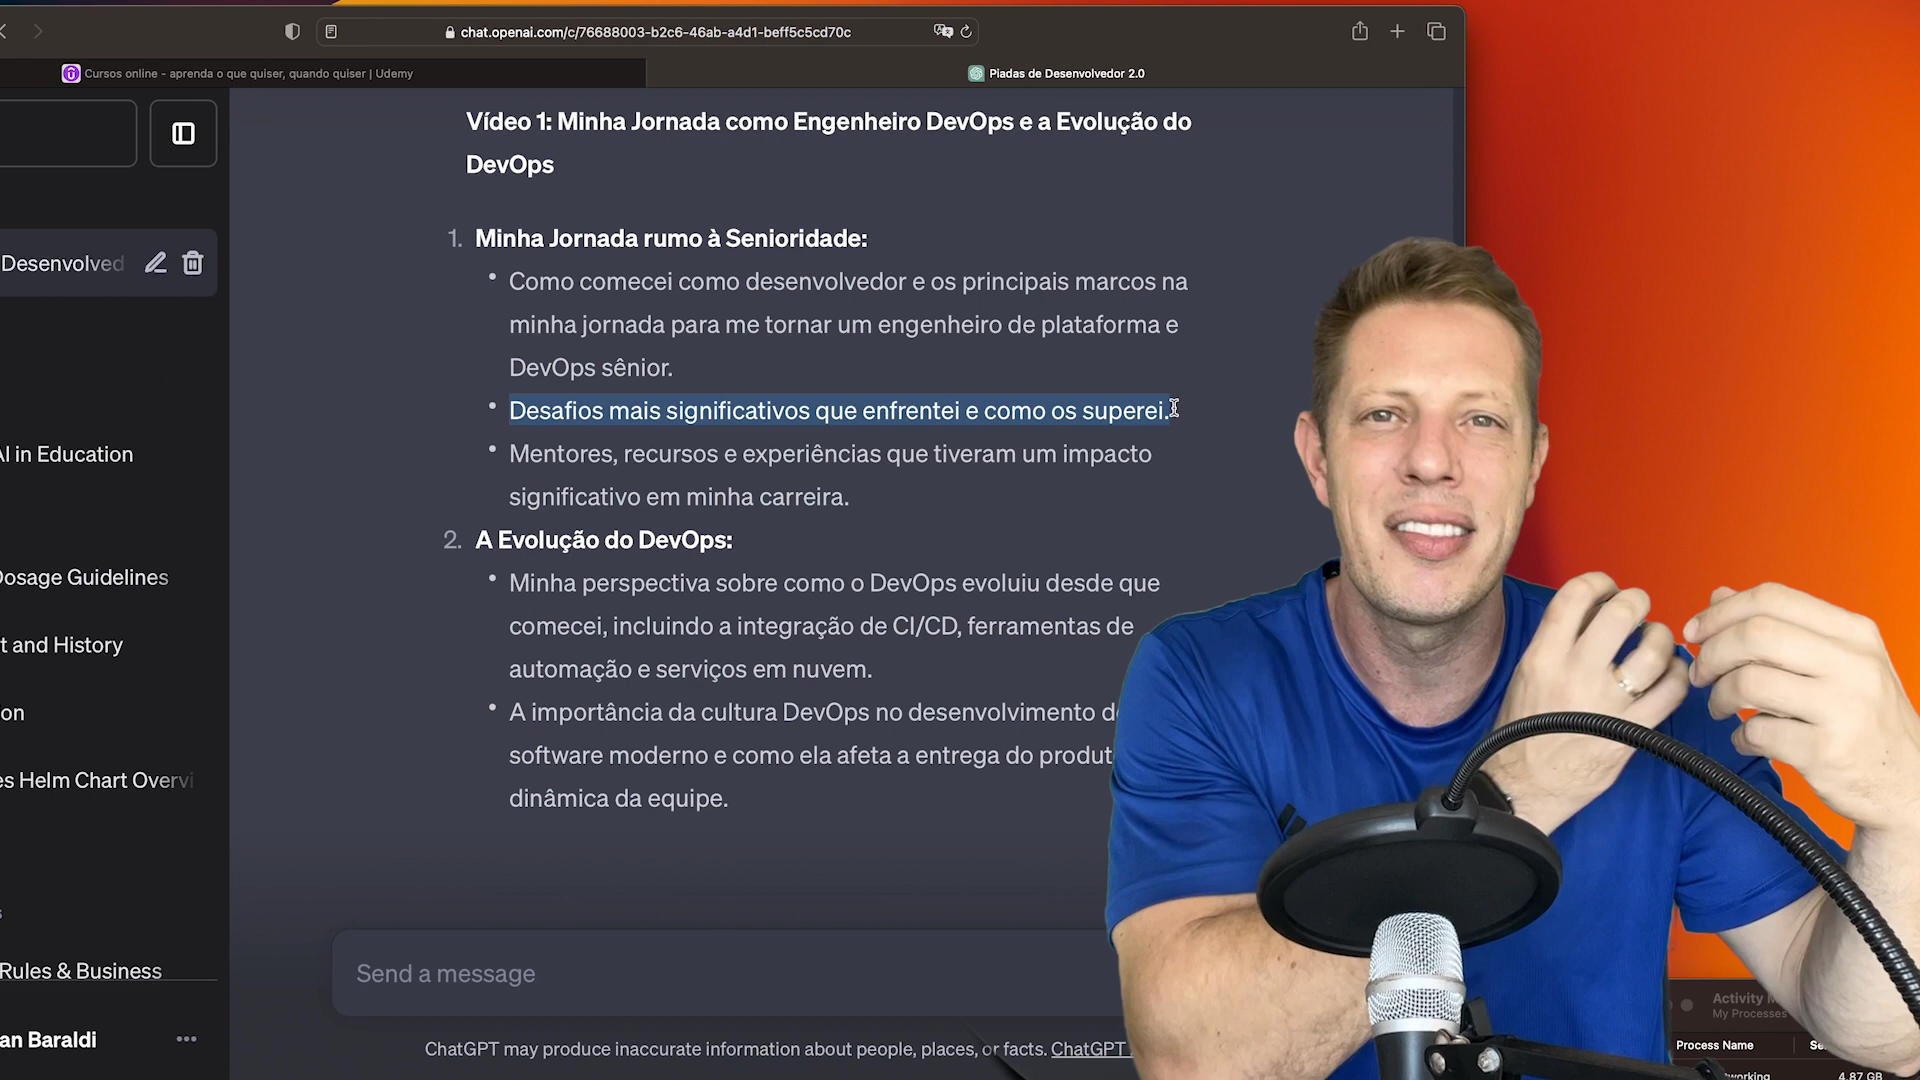 chat.openai.com/c/76688003-b2c6-46ab-a4d1-beff5c5cd70c
Cursos online - aprenda o que quiser, quando quiser | Udemy
Piadas de Desenvolvedor 2.0
Vídeo 1: Minha Jornada como Engenheiro DevOps e a Evolução do
DevOps
1. Minha Jornada rumo à Senioridade:
Desenvolved
• Como comecei como desenvolvedor e os principais marcos na
minha jornada para me tornar um engenheiro de plataforma e
DevOps sênior.
• Desafios mais significativos que enfrentei e como os superei.
• Mentores, recursos e experiências que tiveram um impacto
significativo em minha carreira.
2. A Evolução do DevOps:
• Minha perspectiva sobre como o DevOps evoluiu desde que
comecei, incluindo a integração de CI/CD, ferramentas de
automação e serviços em nuvem.
• A importância da cultura DevOps no desenvolvimento
software moderno e como ela afeta a entrega do
dinâmica da equipe.
in Education
Dosage Guidelines
and History
Helm Chart
Rules & Business
Baraldi
Send a message
ChatGPT may produce inaccurate information about people, places, or facts. ChatGPT
Activity
My Processes
Process Name
4.87 GB